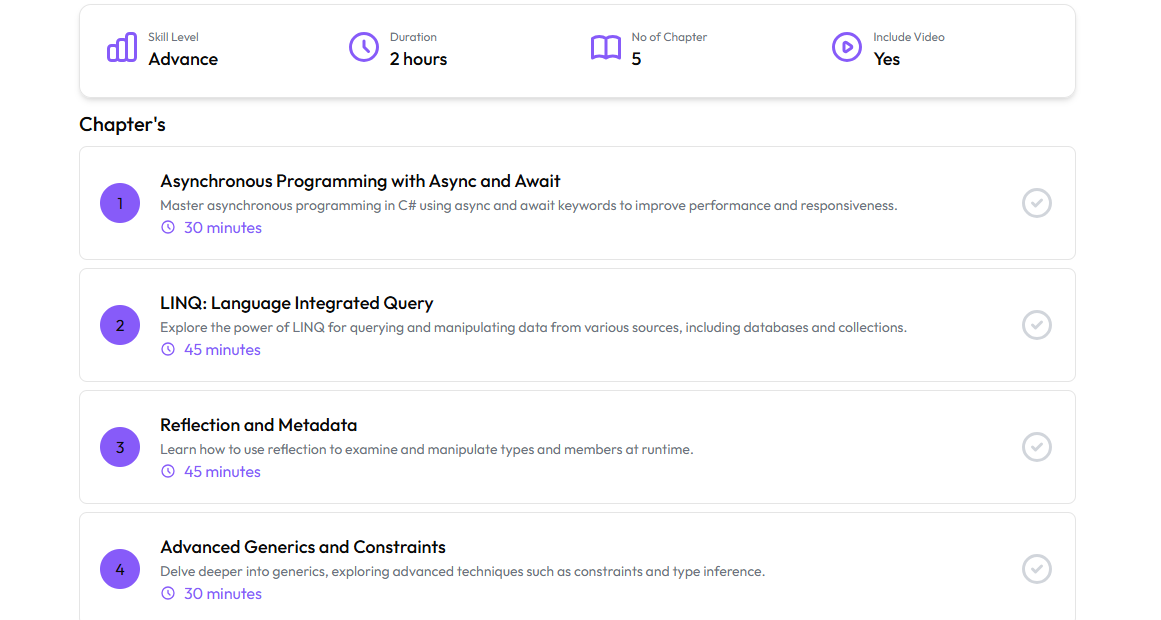 Skill Level
Advance
Duration
2 hours
No of Chapter
5
Include Video
Yes
Chapter's
1
Asynchronous Programming with Async and Await
Master asynchronous programming in C# using async and await keywords to improve performance and responsiveness.
30 minutes
2
LINQ: Language Integrated Query
Explore the power of LINQ for querying and manipulating data from various sources, including databases and collections.
45 minutes
3
Reflection and Metadata
Learn how to use reflection to examine and manipulate types and members at runtime.
45 minutes
4
Advanced Generics and Constraints
Delve deeper into generics, exploring advanced techniques such as constraints and type inference.
30 minutes